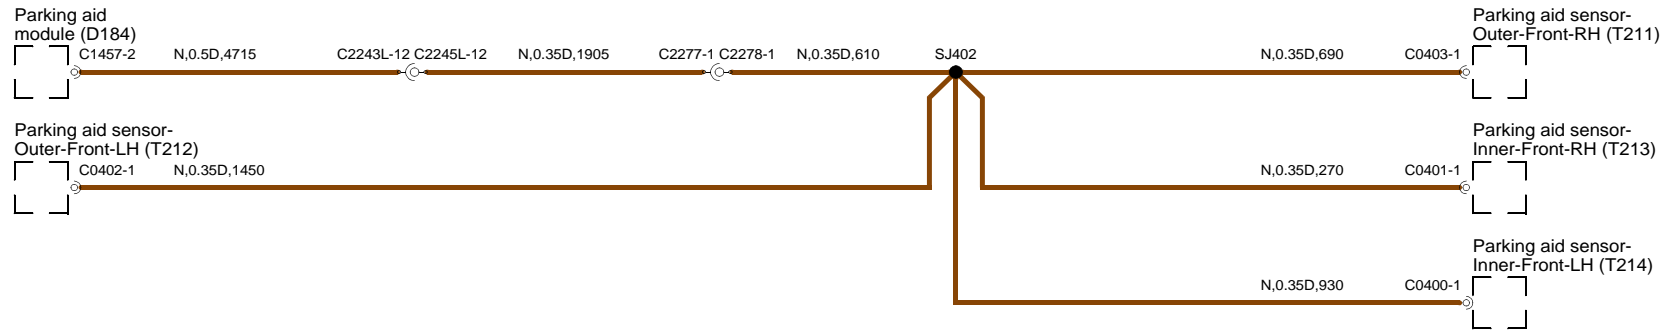 Parking aid
module (D184)
Parking aid sensor-
Outer-Front-RH (T211)
C1457-2 N,0.5D,4715 C2243L-12 C2245L-12 N,0.35D,1905 C2277-1 C2278-1 N,0.35D,610 SJ402 N,0.35D,690 C0403-1
Parking aid sensor-
Outer-Front-LH (T212)
Parking aid sensor-
Inner-Front-RH (T213)
C0402-1 N,0.35D,1450 N,0.35D,270 C0401-1
Parking aid sensor-
Inner-Front-LH (T214)
N,0.35D,930 C0400-1